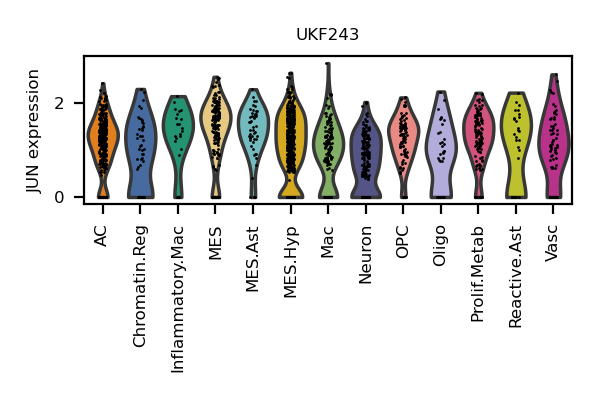 UKF243
JUN expression
2
0
AC
Chromatin.Reg
Inflammatory.Mac
MES
MES.Ast
MES.Hyp
Mac
Neuron
OPC
Oligo
Prolif.Metab
Reactive.Ast
Vasc